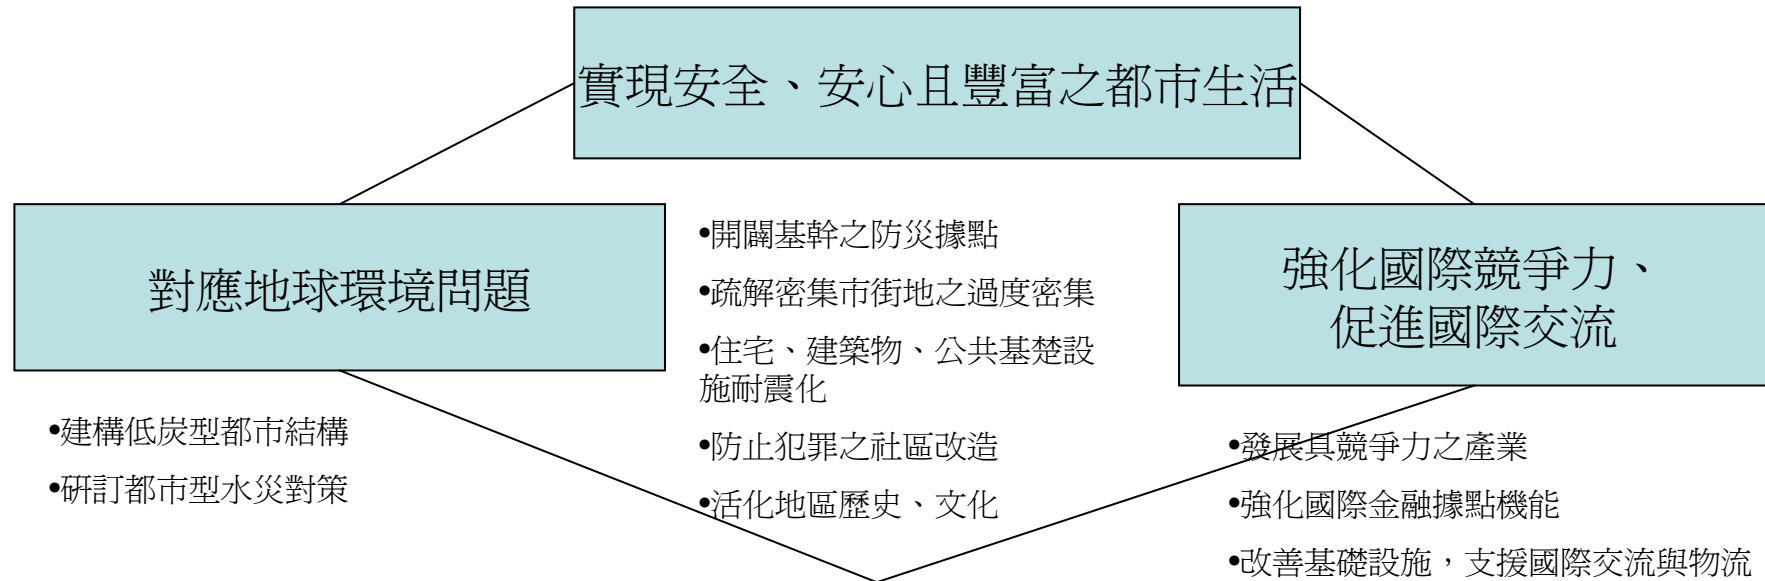 實現安全、安心且豐富之都市生活
對應地球環境問題
•建構低炭型都市結構
•研訂都市型水災對策
•開闢基幹之防災據點
•疏解密集市街地之過度密集
•住宅、建築物、公共基楚設
施耐震化
•防止犯罪之社區改造
•活化地區歷史、文化
強化國際競爭力、
促進國際交流
•發展具競爭力之產業
•強化國際金融據點機能
•改善基礎設施，支援國際交流與物流